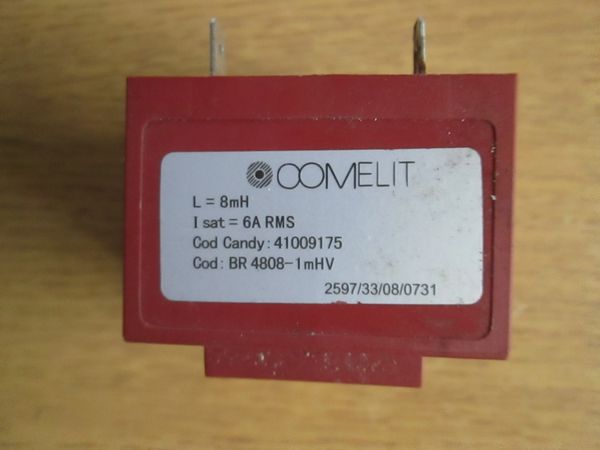 COMELIT
L = 8mH
I sat = 6A RMS
Cod Candy: 41009175
Cod: BR 4808-1mHV
2597/33/08/0731